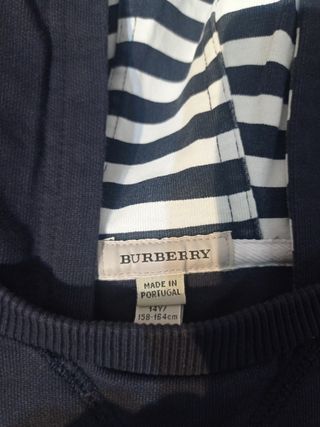 BURBERRY
MADE IN
PORTUGAL
14Y/
158-164cm